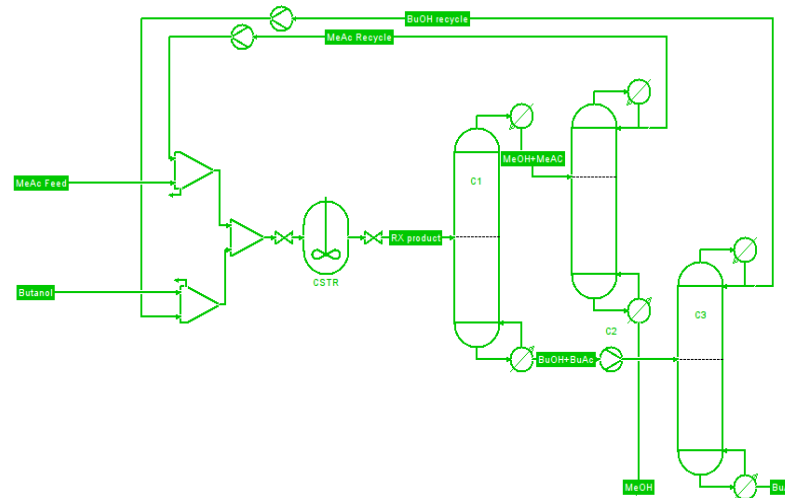 BuOH recycle
MeAc Recycle
MeOH+MeAC
C1
MeAc Feed
RX product
CSTR
Butanol
C2
C3
BuOH+BuAc
MeOH